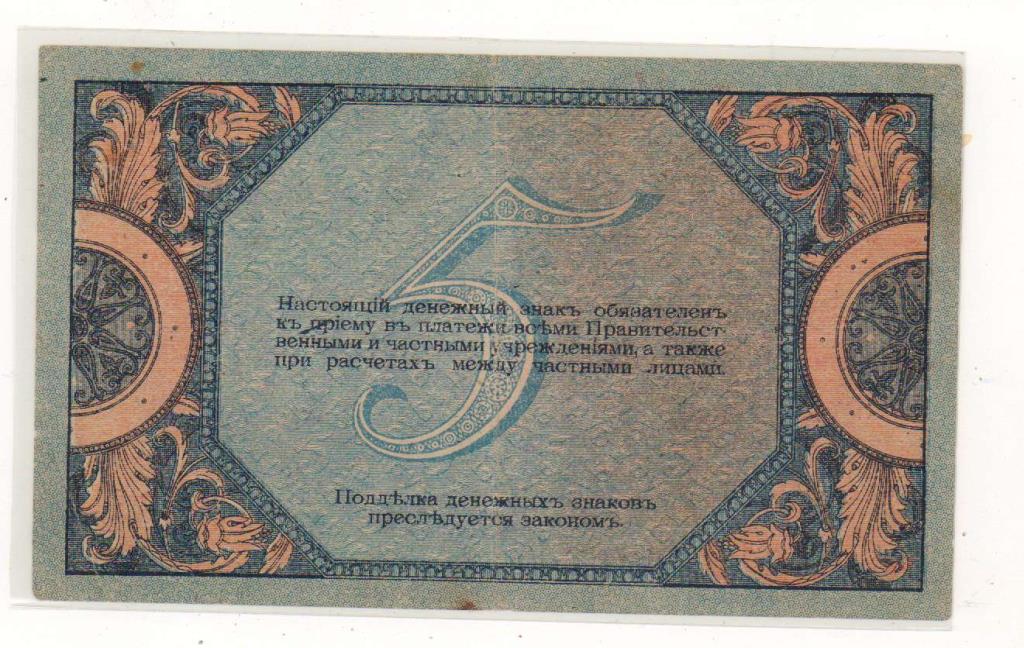 5
Настоящій денежный знакъ обязателенъ
къ пріему въ платежи всѣми Правительст-
венными и частными учрежденіями, а также
при расчетахъ между частными лицами.
Поддѣлка денежныхъ знаковъ
преслѣдуется закономъ.